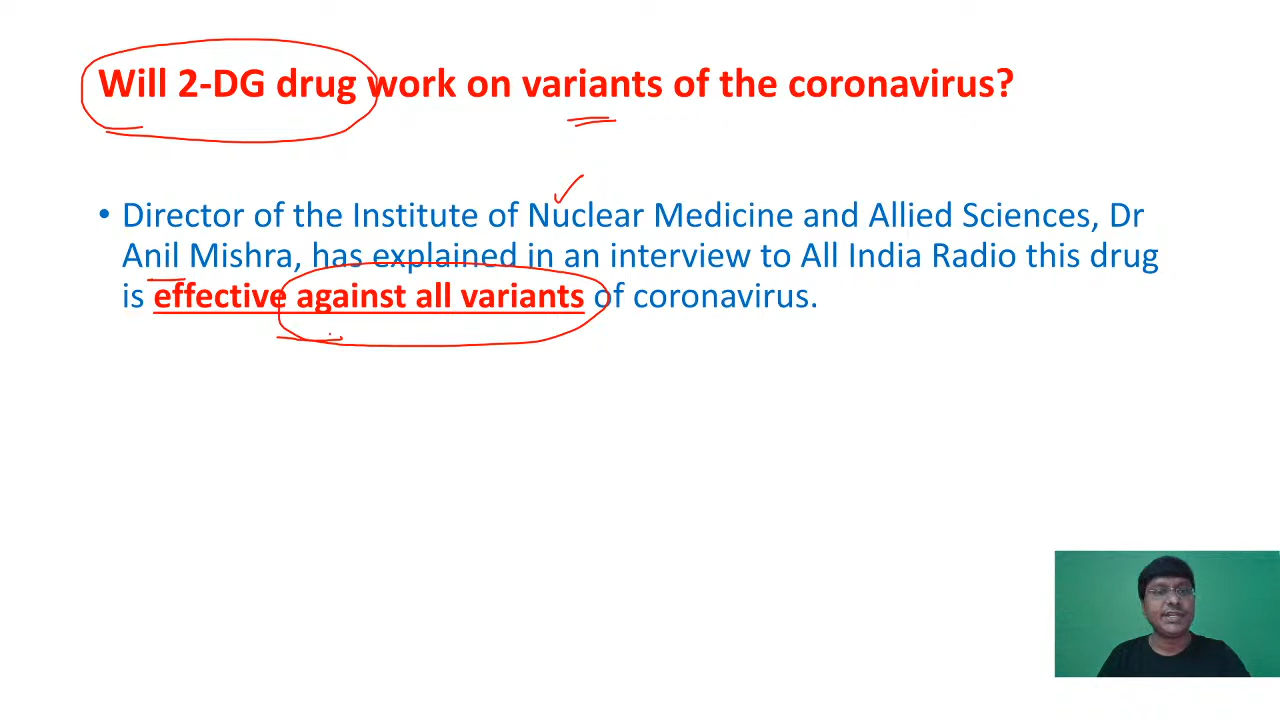 Will 2-DG drug work on variants of the coronavirus?
• Director of the Institute of Nuclear Medicine and Allied Sciences, Dr
Anil Mishra, has explained in an interview to All India Radio this drug
is effective against all variants of coronavirus.